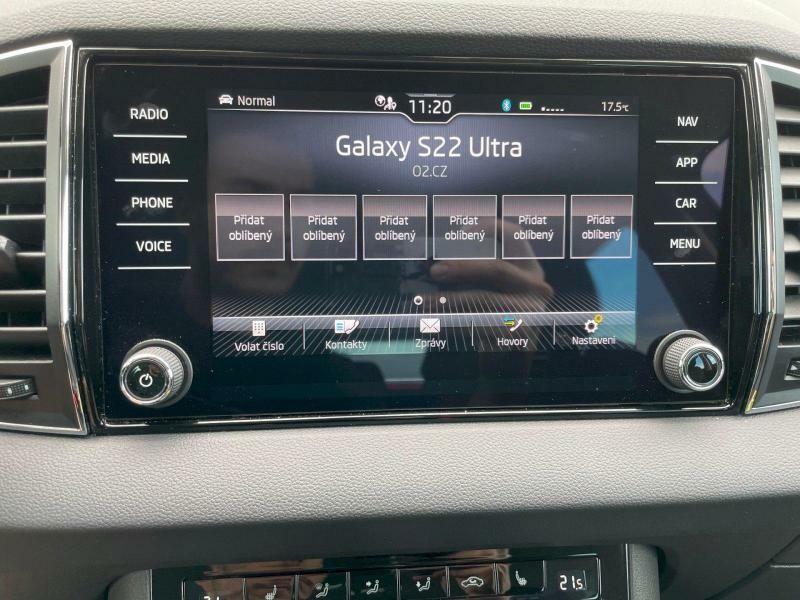 RADIO
MEDIA
PHONE
VOICE
Normal 11:20 17.5°C
Galaxy S22 Ultra
O2.CZ
Přidat oblíbený
Přidat oblíbený
Přidat oblíbený
Přidat oblíbený
Přidat oblíbený
Přidat oblíbený
Volat číslo Kontakty Zprávy Hovory Nastavení
NAV
APP
CAR
MENU
21.5